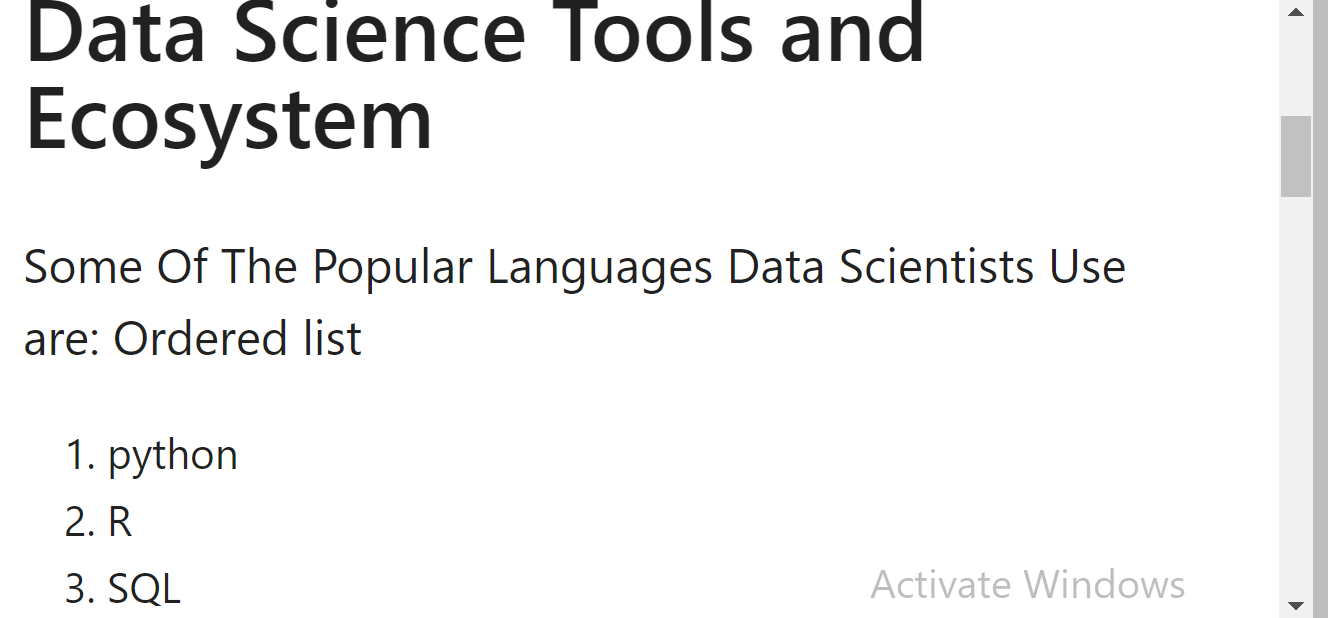 Data Science Tools and
Ecosystem
Some Of The Popular Languages Data Scientists Use
are: Ordered list
1. python
2. R
3. SQL
Activate Windows